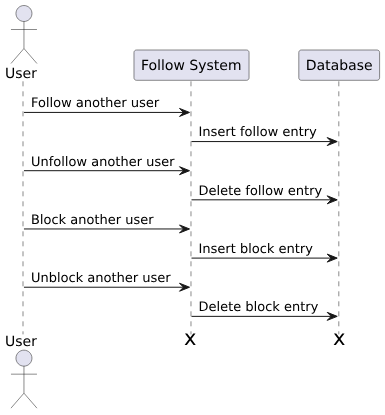 User
Follow System
Database
Follow another user
Insert follow entry
Unfollow another user
Delete follow entry
Block another user
Insert block entry
Unblock another user
Delete block entry
User
X
X